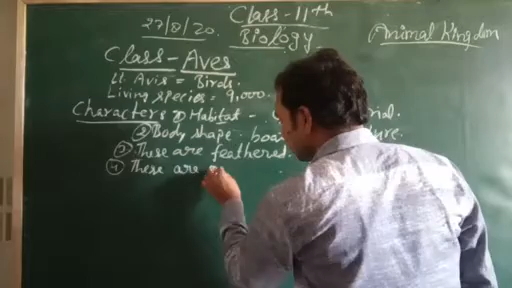 27/8/20.
Class-11th
Biology
Animal Kingdom
Class-Aves
Lt Avis = Birds.
Living species = 9,000.
Characters ① Habitat - 
② Body shape -
③ These are feathered.
④ These are